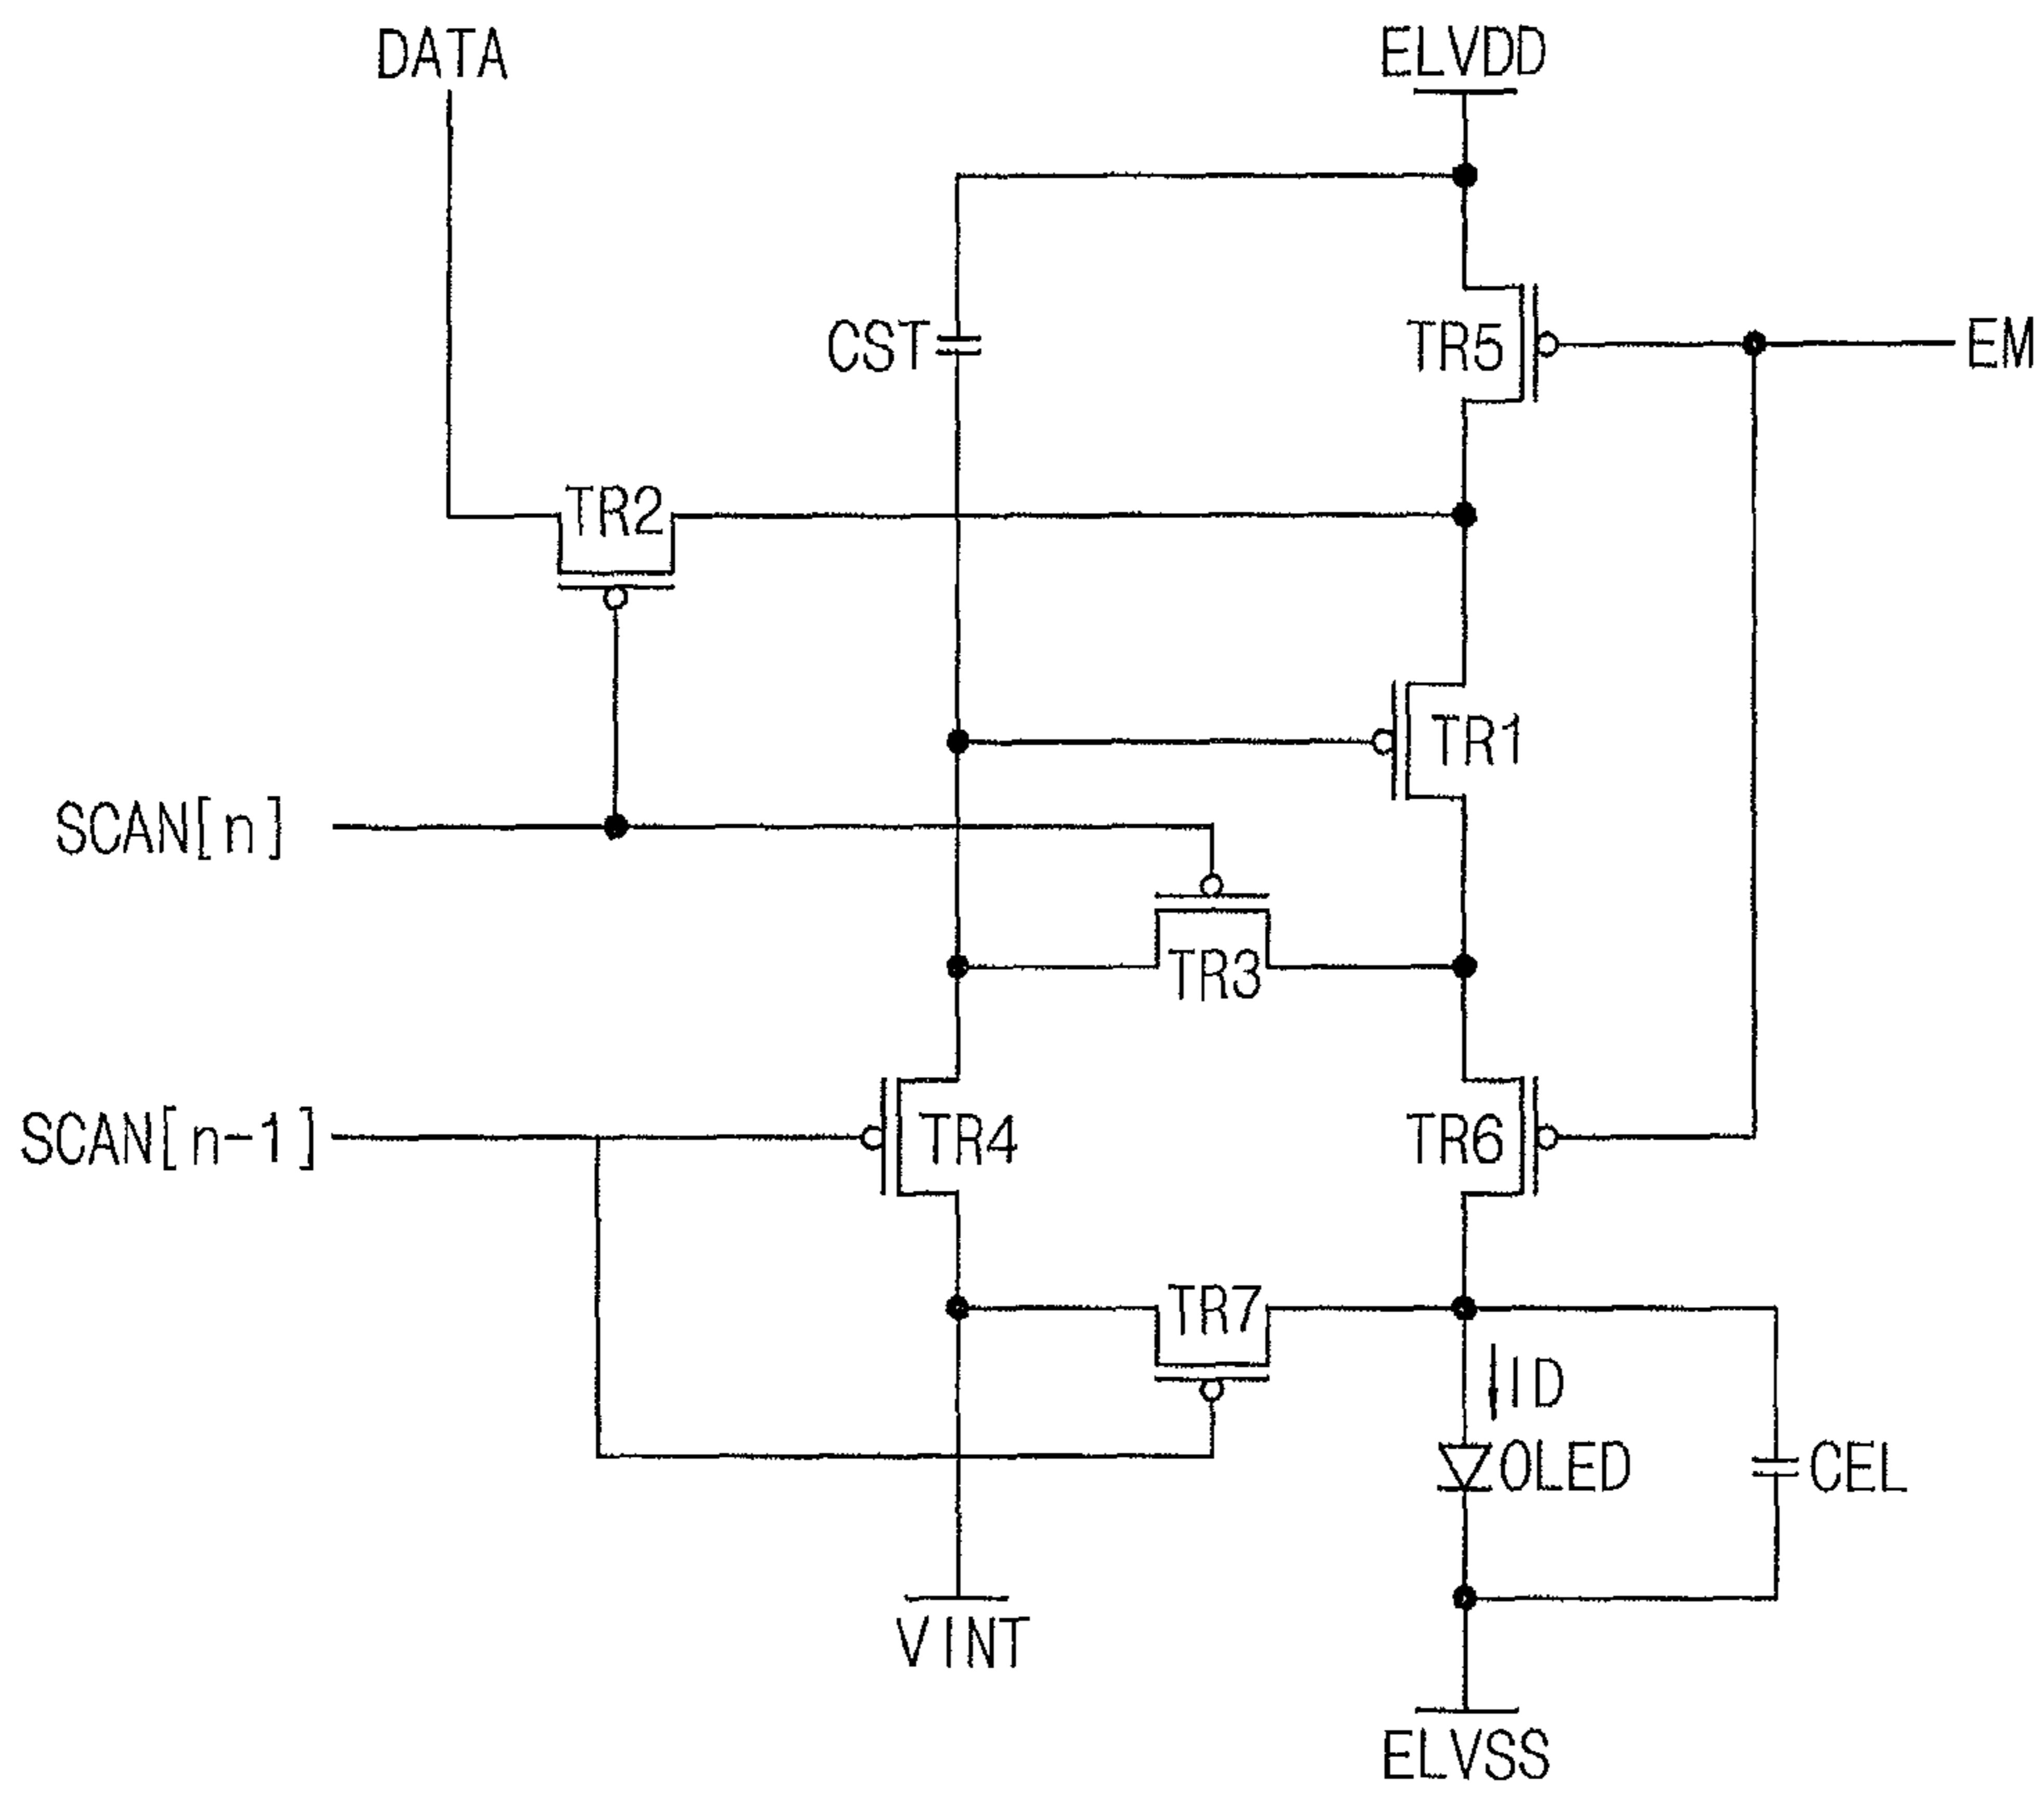 DATA
ELVDD
CST
TR5
EM
TR2
TR1
SCAN[n]
TR3
SCAN[n-1]
TR4
TR6
TR7
ID
OLED
CEL
VINT
ELVSS